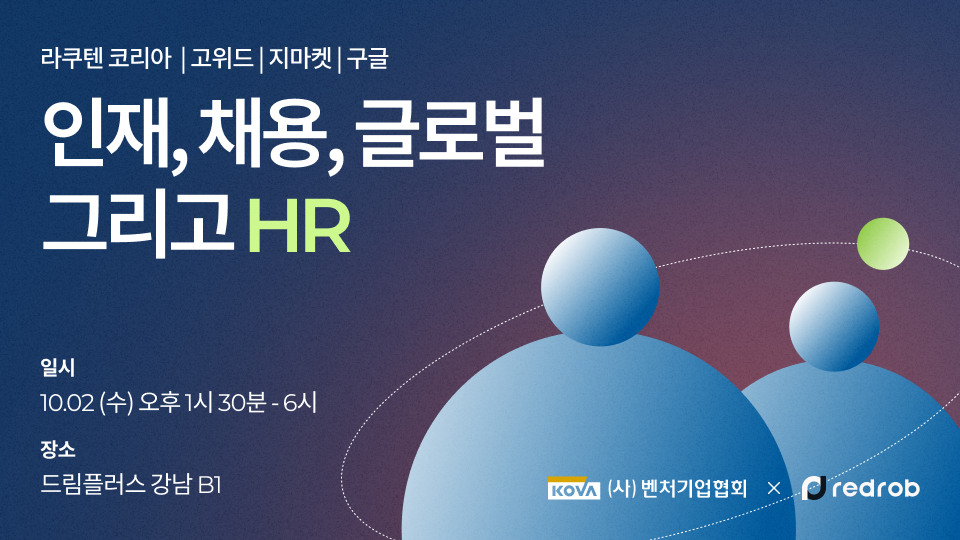 라쿠텐 코리아 | 고위드 | 지마켓 | 구글
인재, 채용, 글로벌
그리고 HR
일시
10.02 (수) 오후 1시 30분 - 6시
장소
드림플러스 강남 B1
KOVA (사) 벤처기업협회 × redrob